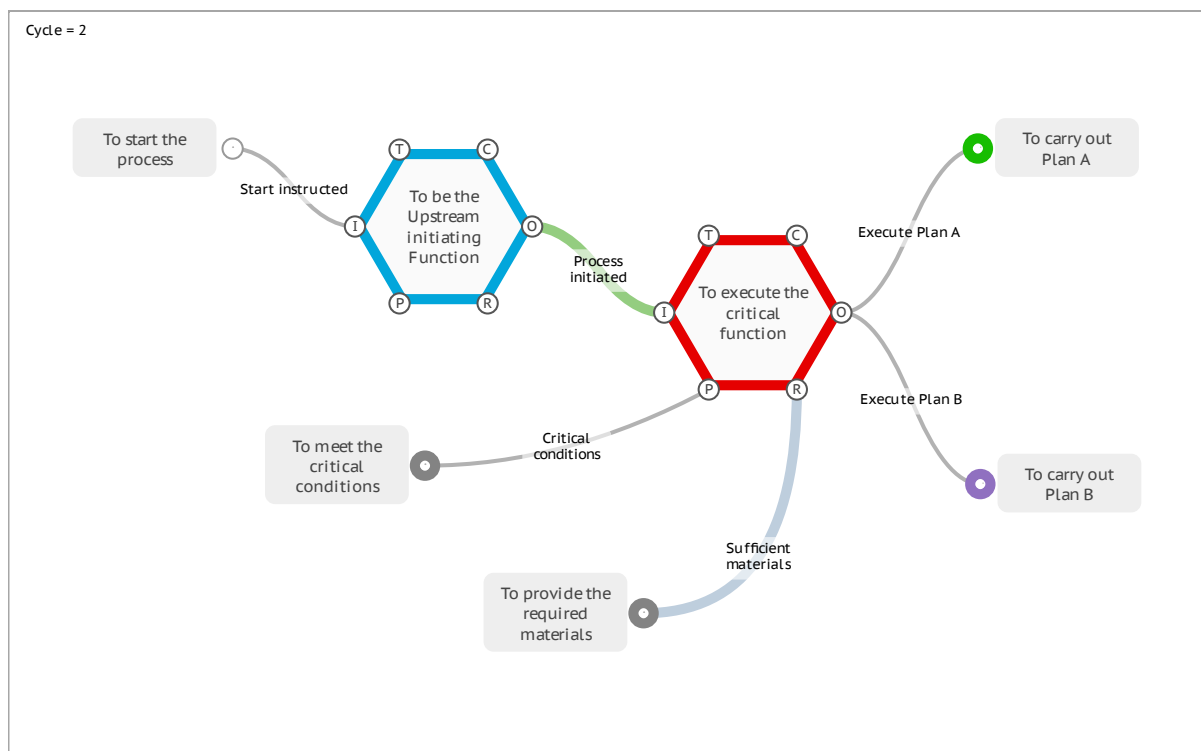 Cycle = 2
To start the
process
Start instructed
T
C
I
O
P
R
To be the
Upstream
initiating
Function
Process
initiated
T
C
I
O
P
R
To execute the
critical
function
Execute Plan A
To carry out
Plan A
Execute Plan B
To carry out
Plan B
To meet the
critical
conditions
Critical
conditions
Sufficient
materials
To provide the
required
materials